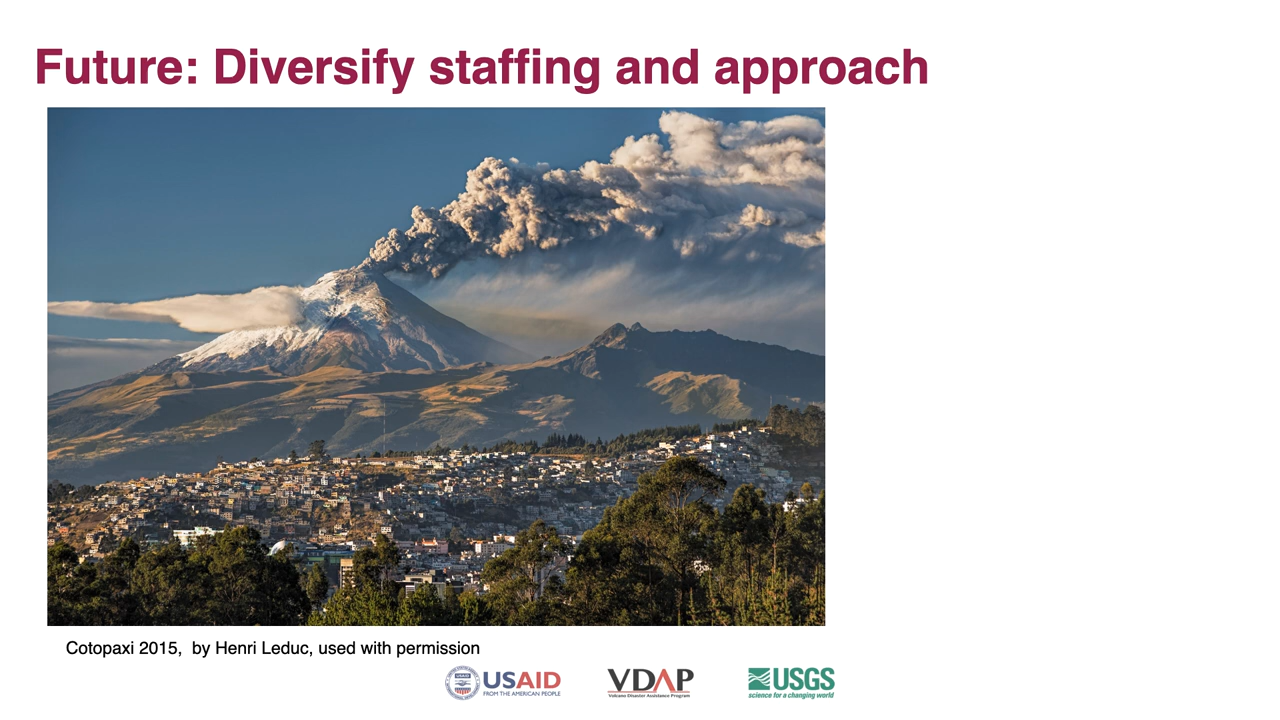 Future: Diversify staffing and approach
Cotopaxi 2015, by Henri Leduc, used with permission
USAID
FROM THE AMERICAN PEOPLE
VDAP
Volcano Disaster Assistance Program
USGS
science for a changing world